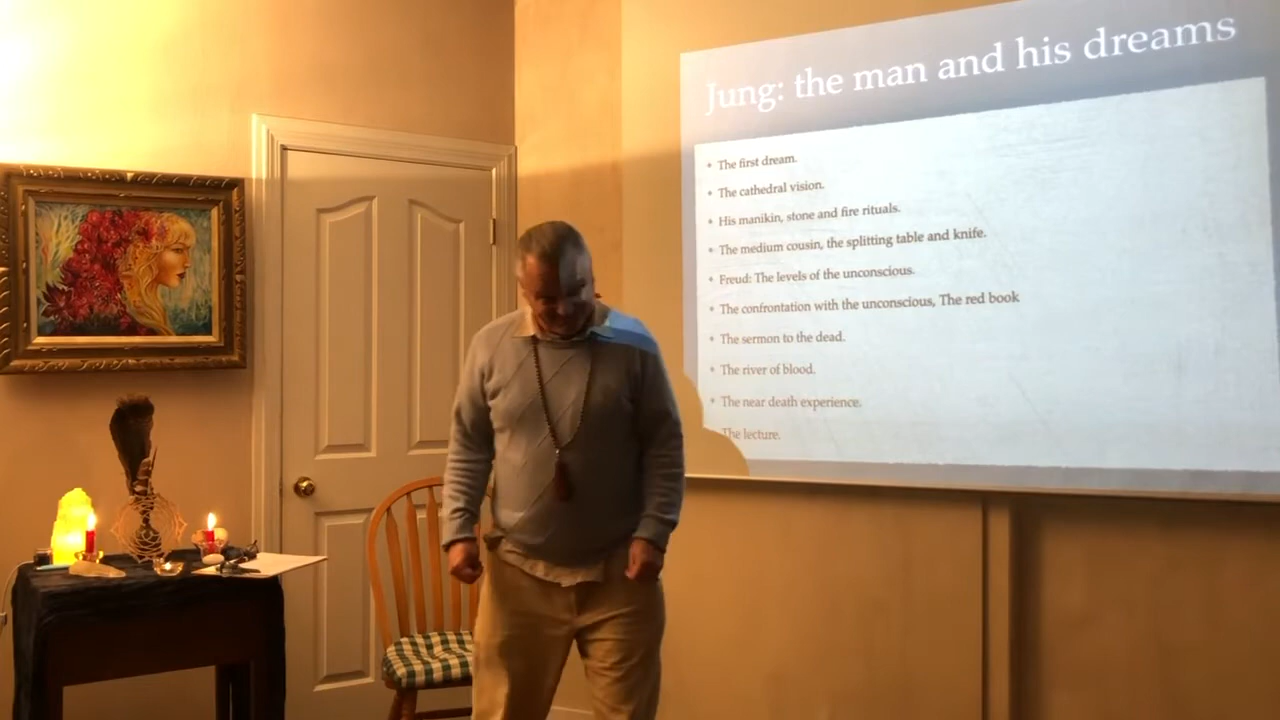 Jung: the man and his dreams
• The first dream.
• The cathedral vision.
• His manikin, stone and fire rituals.
• The medium cousin, the splitting table and knife.
• Freud: The levels of the unconscious.
• The confrontation with the unconscious, The red book
• The sermon to the dead.
• The river of blood.
• The near death experience.
The lecture.